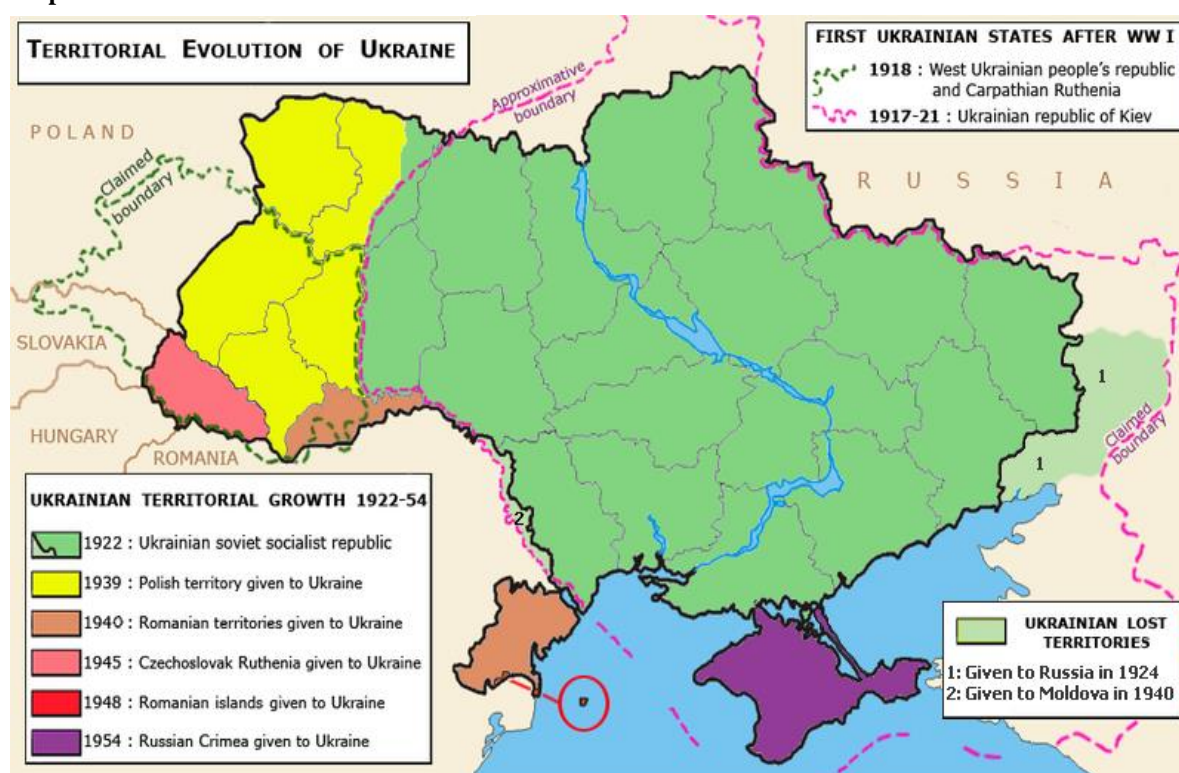 TERRITORIAL EVOLUTION OF UKRAINE
FIRST UKRAINIAN STATES AFTER WW I
1918 : West Ukrainian people's republic
and Carpathian Ruthenia
1917-21 : Ukrainian republic of Kiev
Approximative
boundary
POLAND
Claimed
boundary
RUSSIA
SLOVAKIA
HUNGARY
ROMANIA
1
1
Claimed
boundary
2
UKRAINIAN TERRITORIAL GROWTH 1922-54
1922 : Ukrainian soviet socialist republic
1939 : Polish territory given to Ukraine
1940 : Romanian territories given to Ukraine
1945 : Czechoslovak Ruthenia given to Ukraine
1948 : Romanian islands given to Ukraine
1954 : Russian Crimea given to Ukraine
UKRAINIAN LOST
TERRITORIES
1: Given to Russia in 1924
2: Given to Moldova in 1940